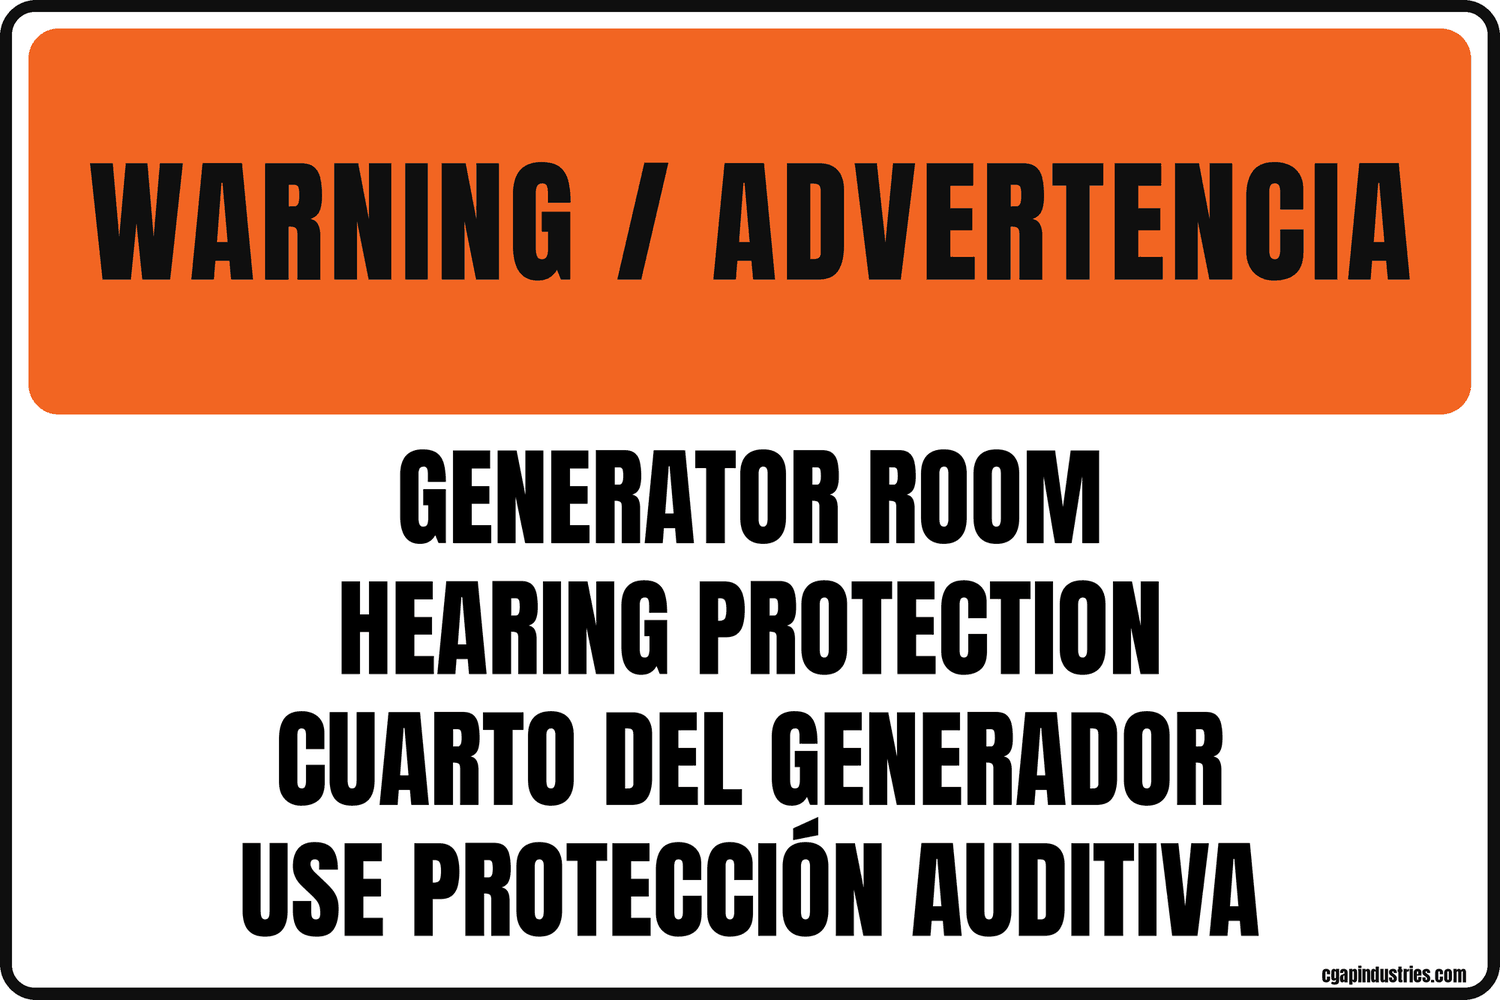 WARNING / ADVERTENCIA
GENERATOR ROOM
HEARING PROTECTION
CUARTO DEL GENERADOR
USE PROTECCIÓN AUDITIVA
cgapindustries.com